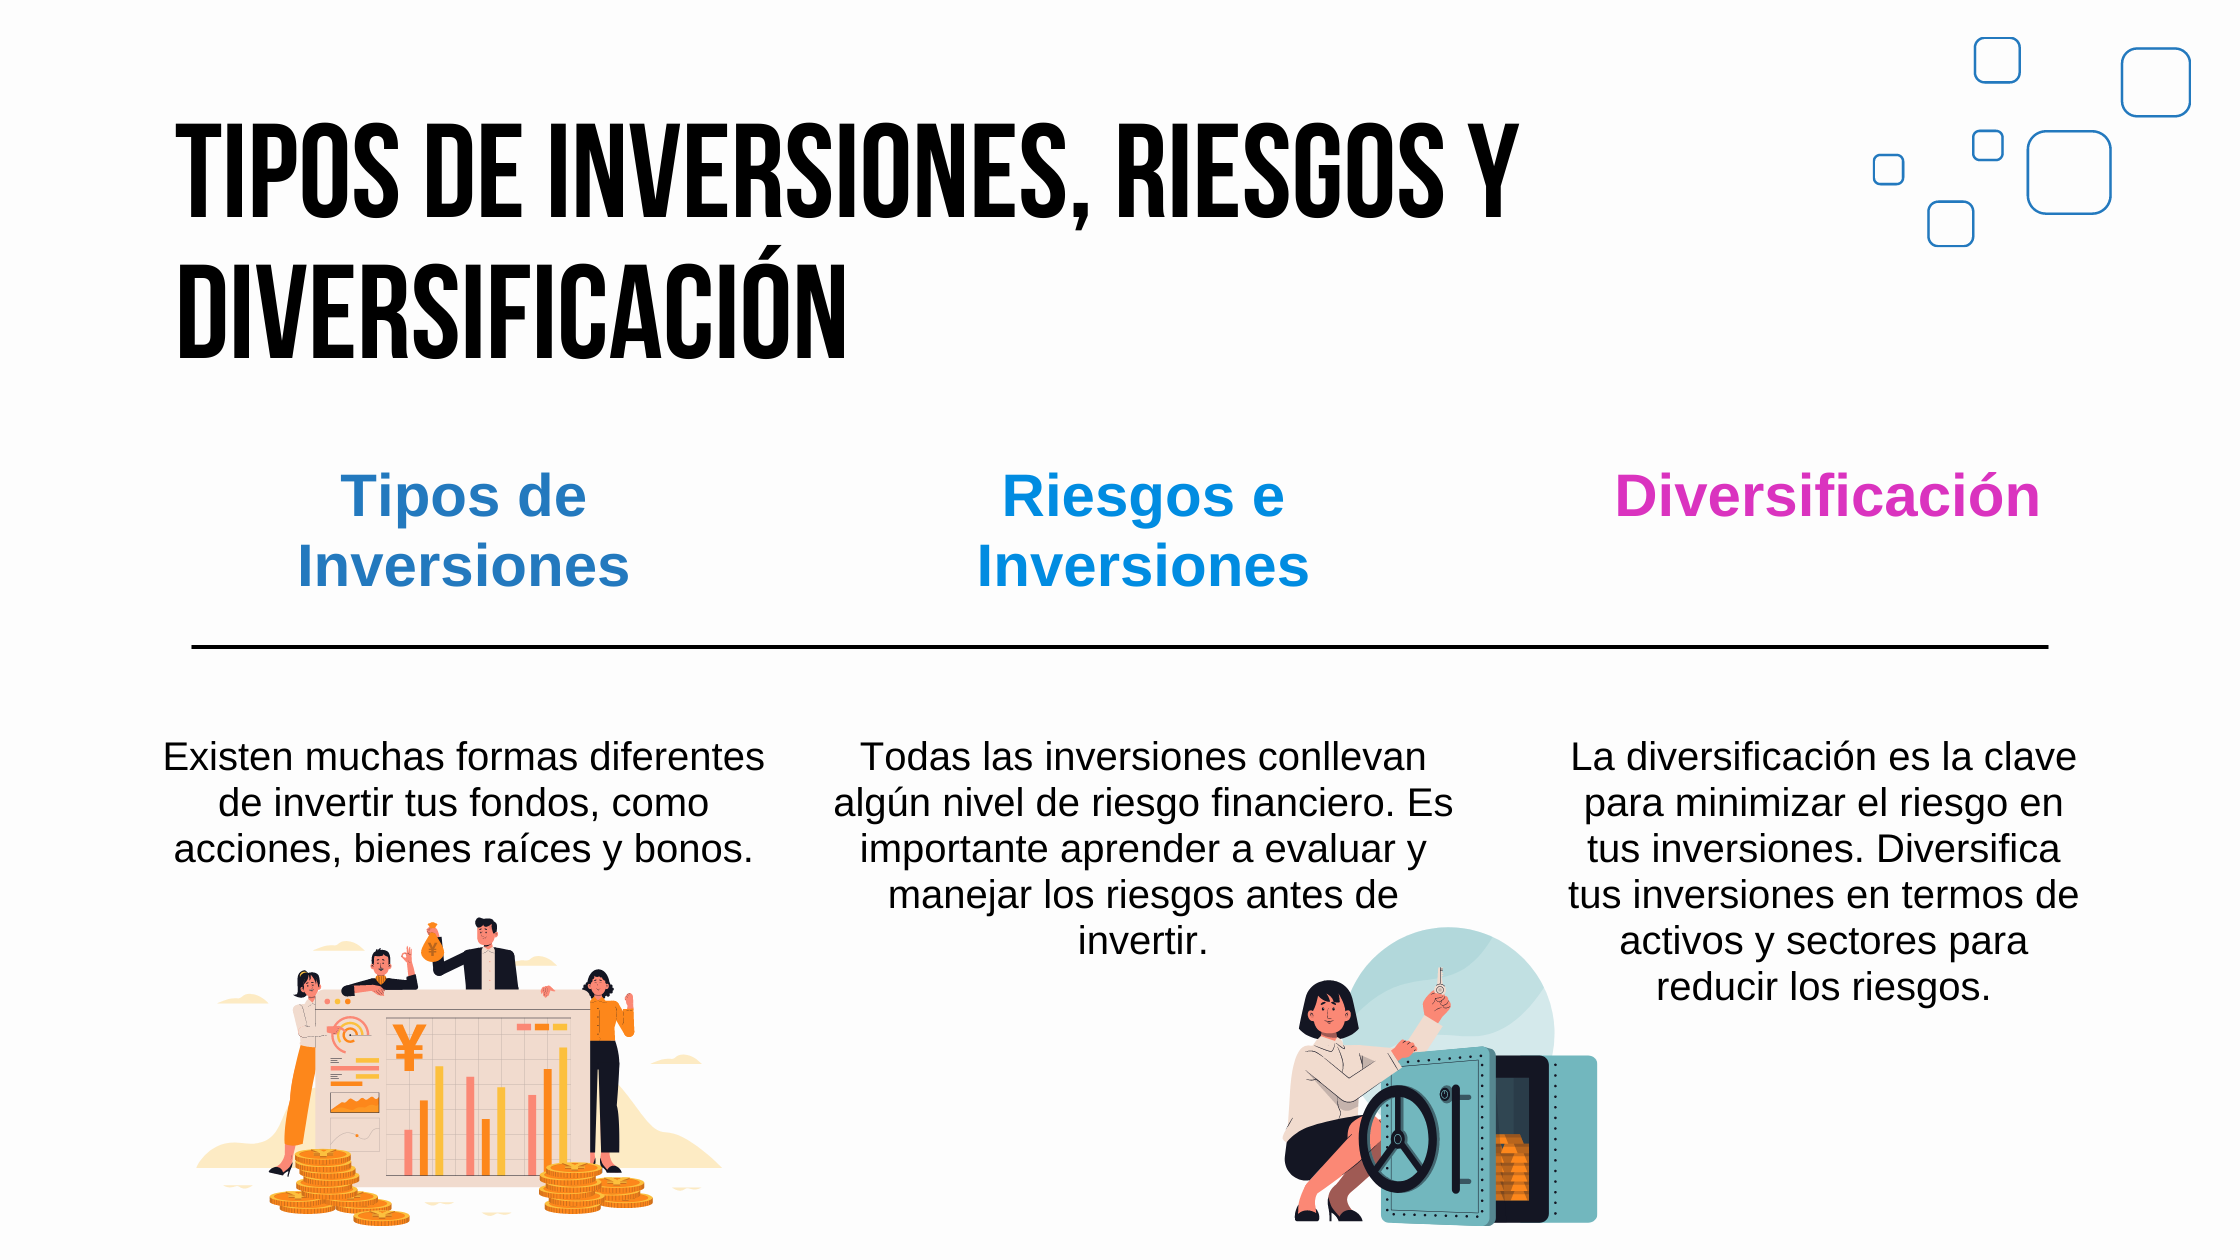 TIPOS DE INVERSIONES, RIESGOS Y
DIVERSIFICACIÓN
Tipos de
Inversiones
Riesgos e
Inversiones
Diversificación
Existen muchas formas diferentes
de invertir tus fondos, como
acciones, bienes raíces y bonos.
Todas las inversiones conllevan
algún nivel de riesgo financiero. Es
importante aprender a evaluar y
manejar los riesgos antes de
invertir.
La diversificación es la clave
para minimizar el riesgo en
tus inversiones. Diversifica
tus inversiones en termos de
activos y sectores para
reducir los riesgos.
¥
¥